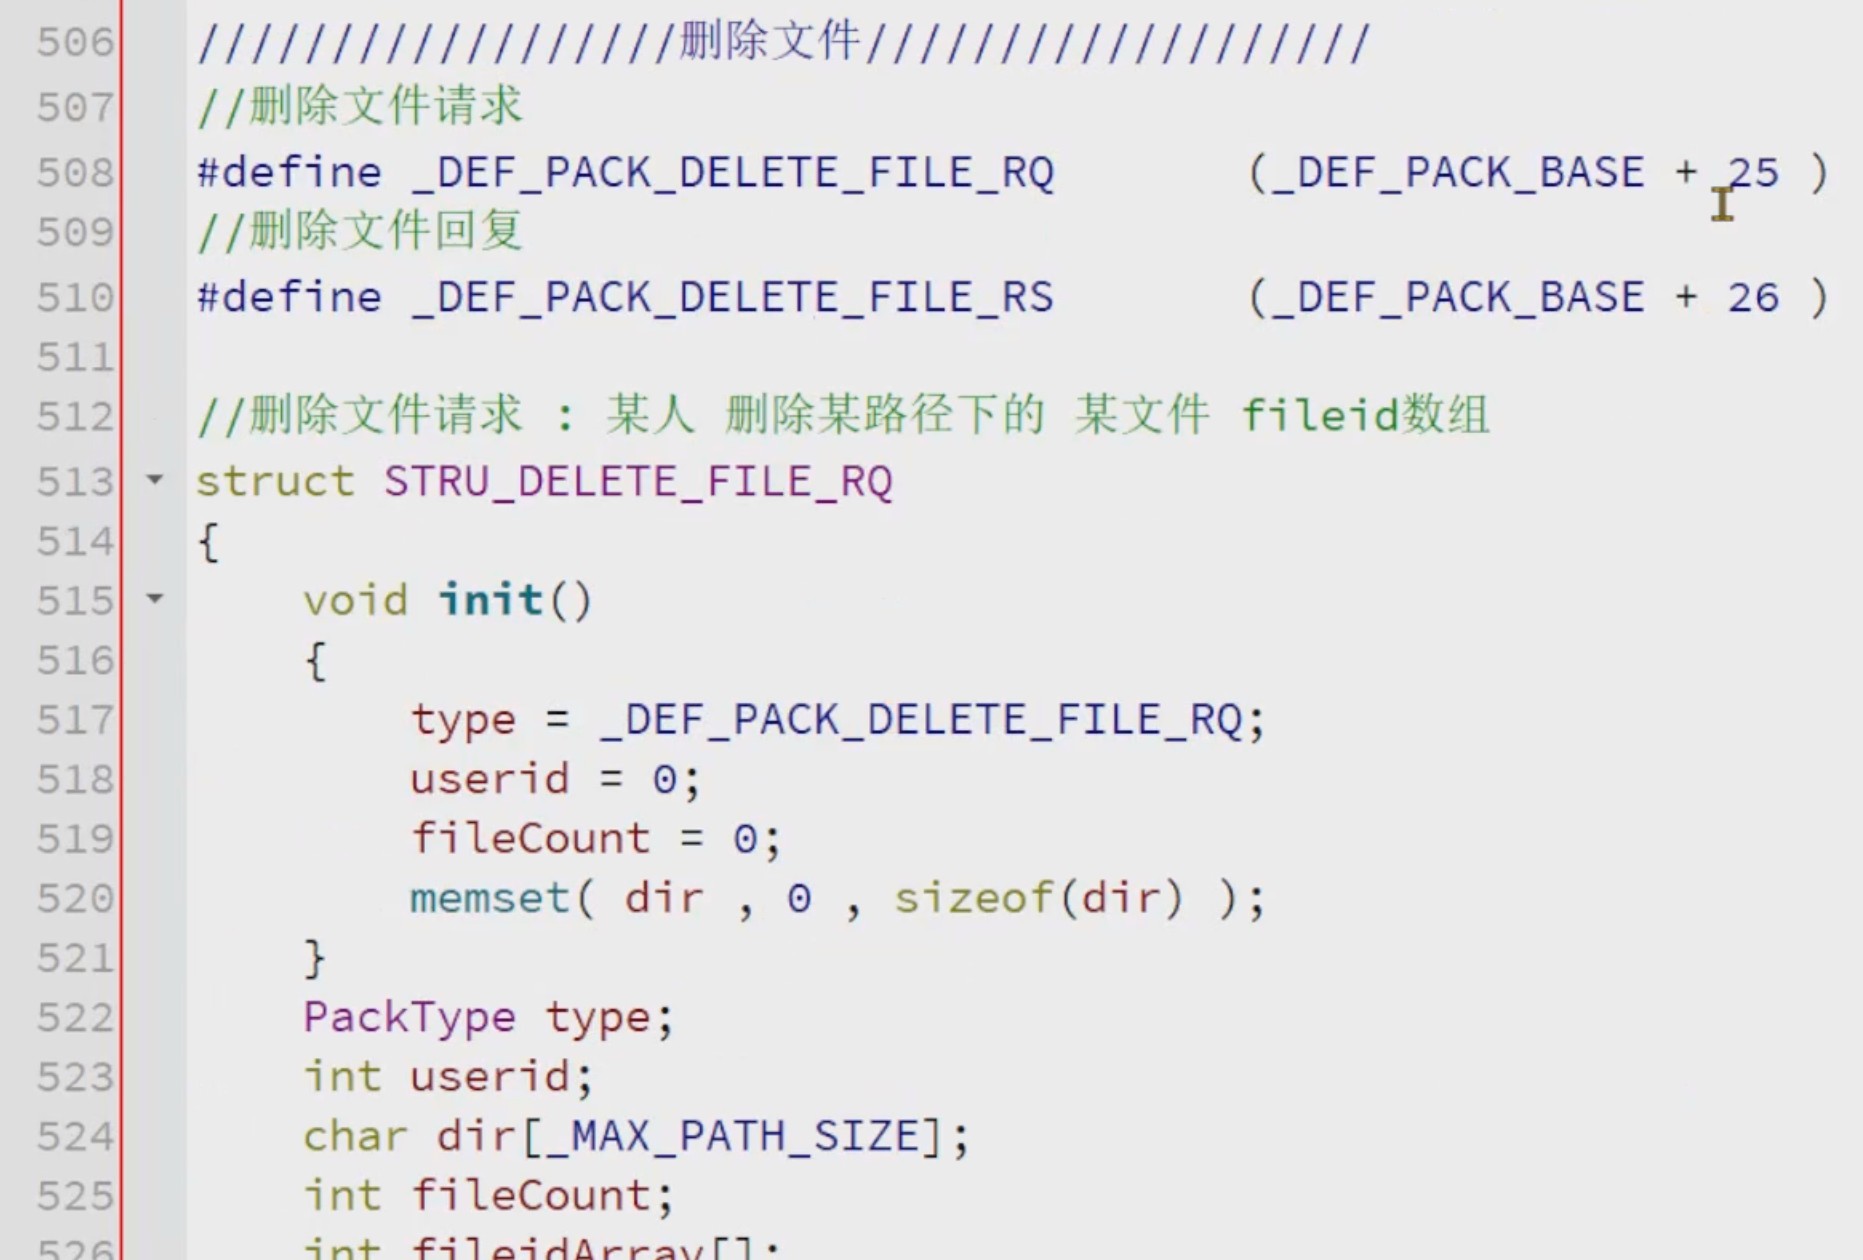 506 //////////////////删除文件///////////////////
507 //删除文件请求
508 #define _DEF_PACK_DELETE_FILE_RQ (_DEF_PACK_BASE + 25 )
509 //删除文件回复
510 #define _DEF_PACK_DELETE_FILE_RS (_DEF_PACK_BASE + 26 )
511
512 //删除文件请求 : 某人 删除某路径下的 某文件 fileid数组
513 struct STRU_DELETE_FILE_RQ
514 {
515 void init()
516 {
517 type = _DEF_PACK_DELETE_FILE_RQ;
518 userid = 0;
519 fileCount = 0;
520 memset( dir , 0 , sizeof(dir) );
521 }
522 PackType type;
523 int userid;
524 char dir[_MAX_PATH_SIZE];
525 int fileCount;
526 int fileidArray[];